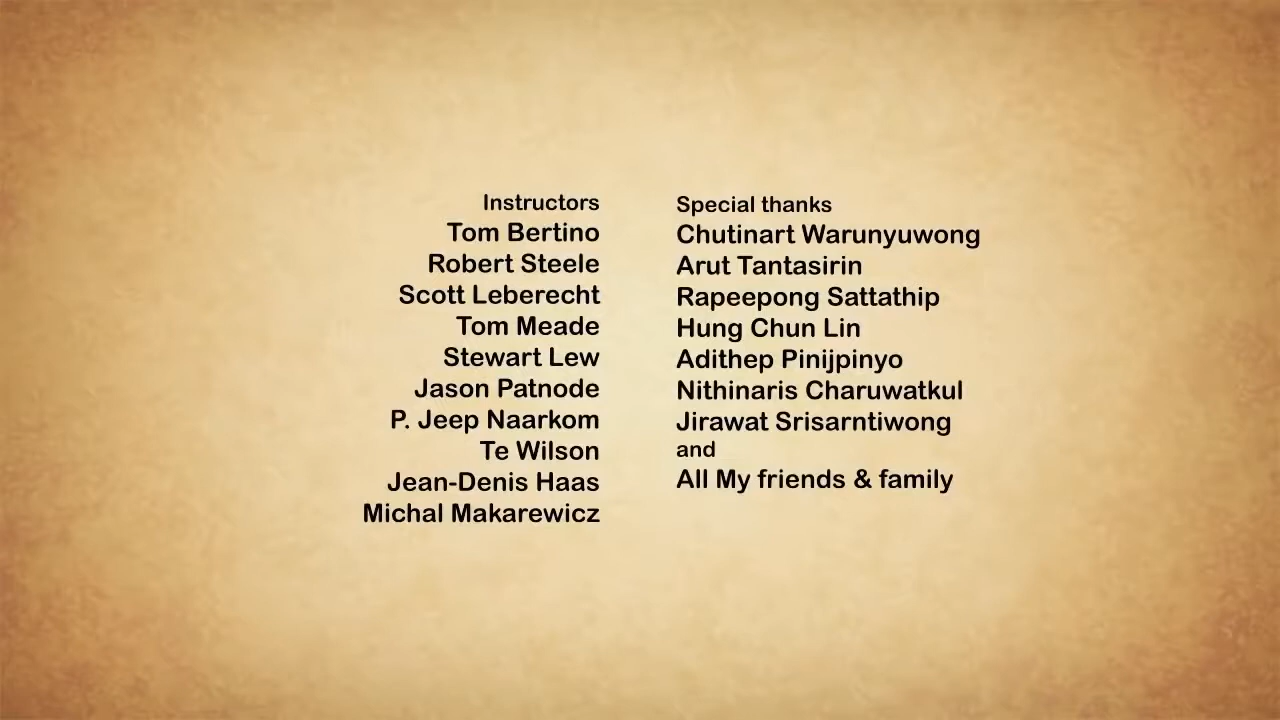 Instructors
Tom Bertino
Robert Steele
Scott Leberecht
Tom Meade
Stewart Lew
Jason Patnode
P. Jeep Naarkom
Te Wilson
Jean-Denis Haas
Michal Makarewicz
Special thanks
Chutinart Warunyuwong
Arut Tantasirin
Rapeepong Sattathip
Hung Chun Lin
Adithep Pinijpinyo
Nithinaris Charuwatkul
Jirawat Srisarntiwong
and
All My friends & family